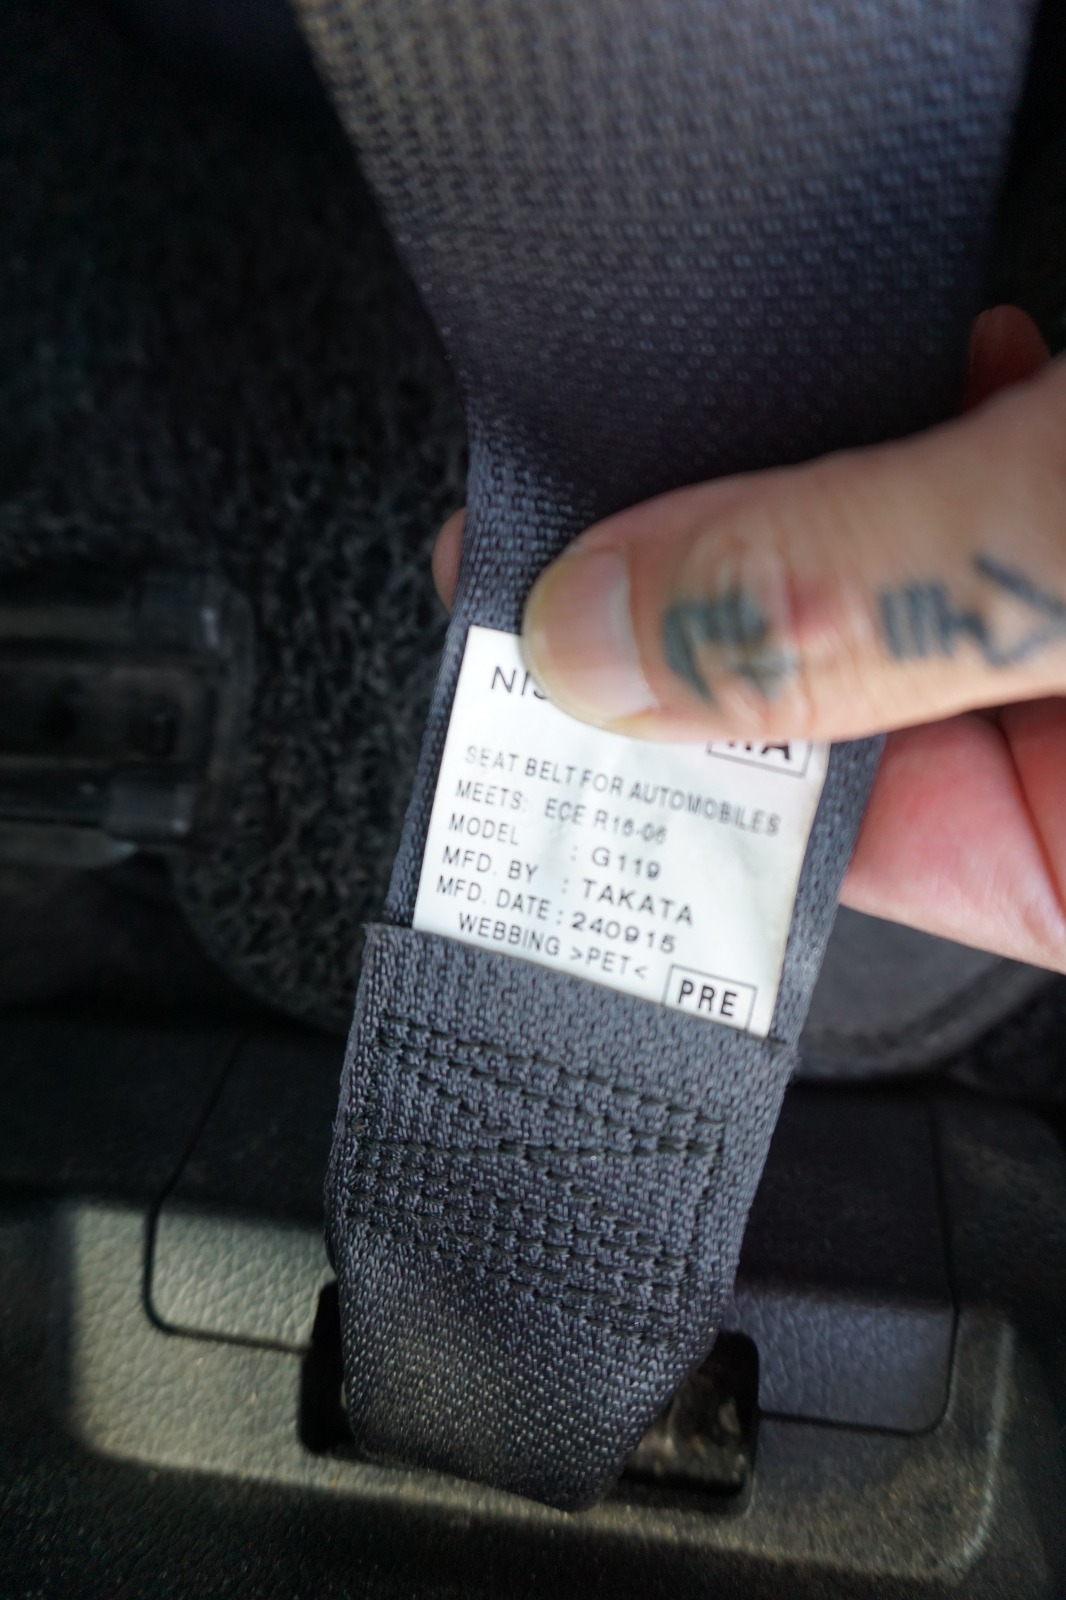 SEAT BELT FOR AUTOMOBILES
MEETS: ECE R16-06
MODEL : G119
MFD. BY : TAKATA
MFD. DATE : 240915
WEBBING >PET<
PRE